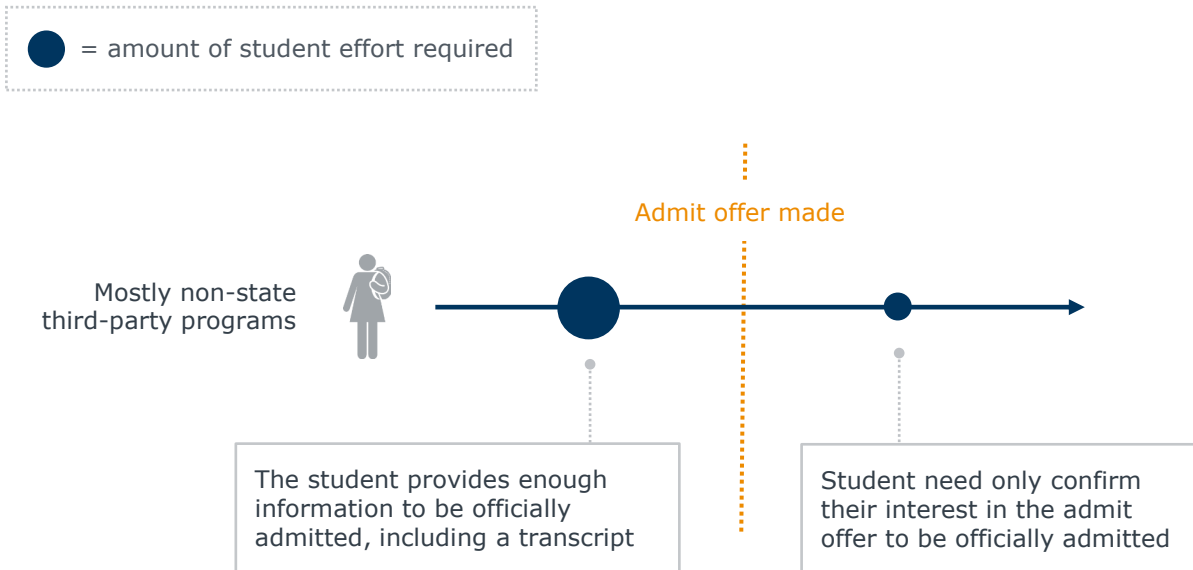 = amount of student effort required
Admit offer made
Mostly non-state
third-party programs
The student provides enough
information to be officially
admitted, including a transcript
Student need only confirm
their interest in the admit
offer to be officially admitted